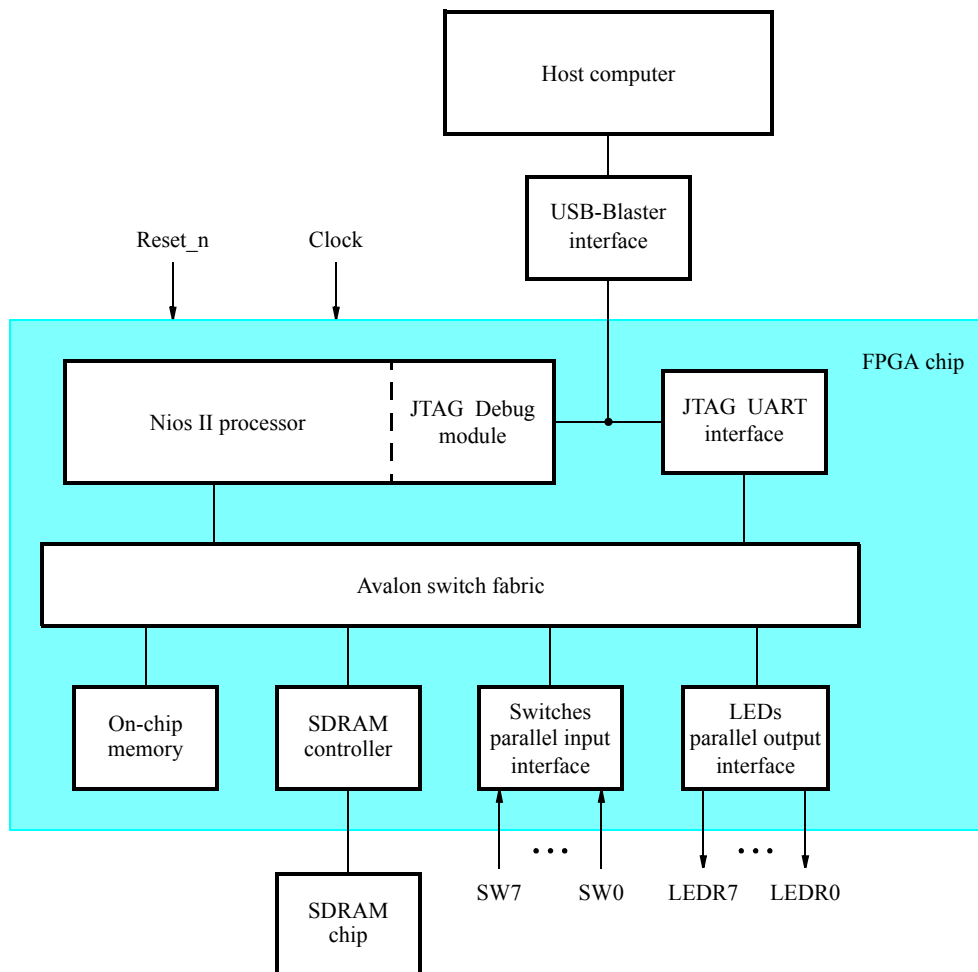 Host computer
USB-Blaster
interface
Reset_n
Clock
FPGA chip
Nios II processor
JTAG Debug
module
JTAG UART
interface
Avalon switch fabric
On-chip
memory
SDRAM
controller
Switches
parallel input
interface
LEDs
parallel output
interface
SW7
SW0
LEDR7
LEDR0
SDRAM
chip